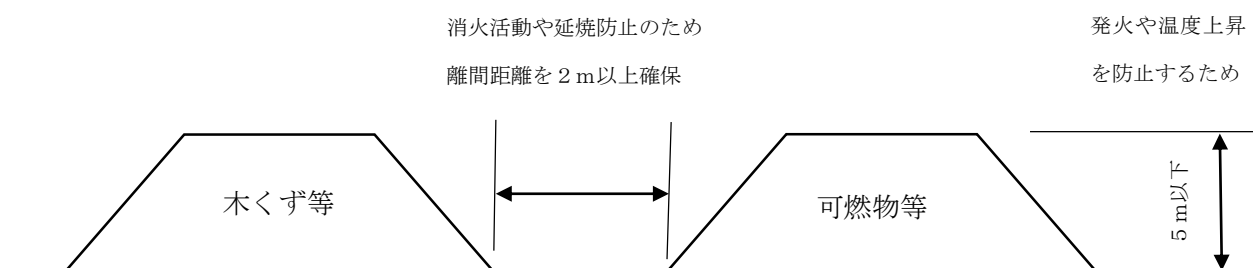 消火活動や延焼防止のため
離間距離を２ｍ以上確保
発火や温度上昇
を防止するため
木くず等
可燃物等
５ｍ以下